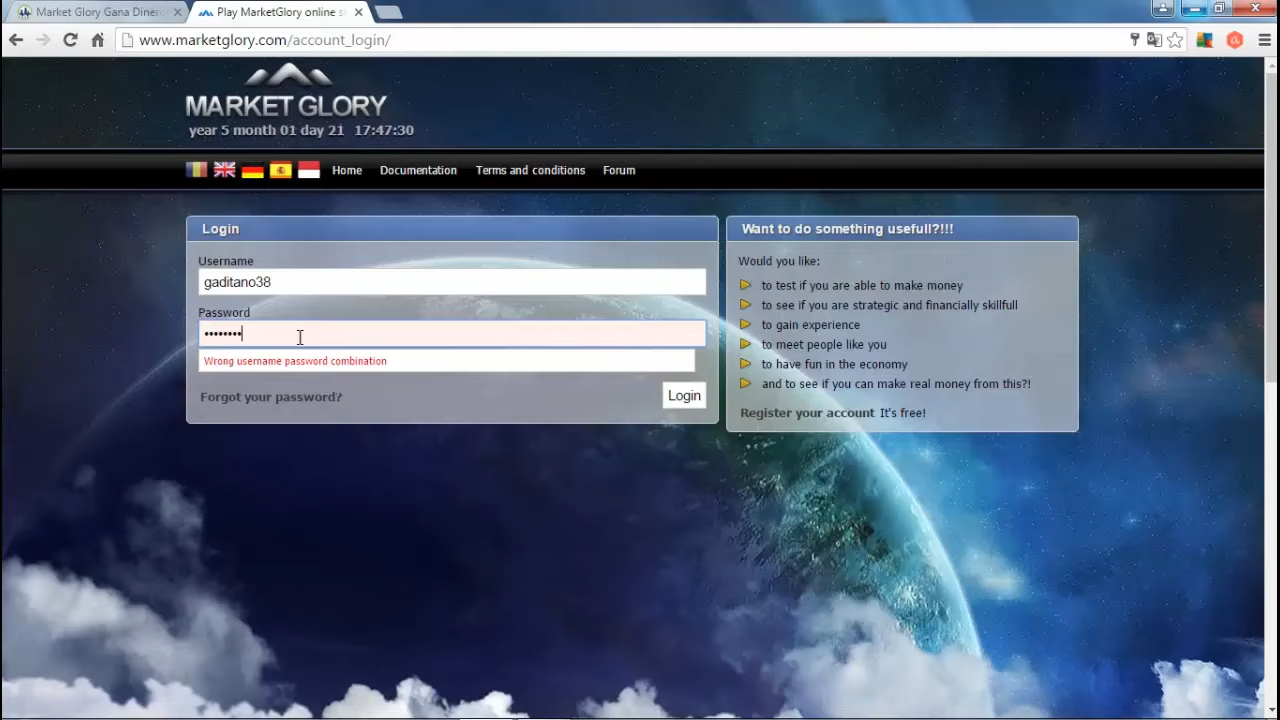 Market Glory Gana Dinero
Play MarketGlory online s
www.marketglory.com/account_login/
MARKET GLORY
year 5 month 01 day 21 17:47:30
Home Documentation Terms and conditions Forum
Login
Username
gaditano38
Password
••••••••
Wrong username password combination
Forgot your password?
Login
Want to do something usefull?!!!
Would you like:
to test if you are able to make money
to see if you are strategic and financially skillfull
to gain experience
to meet people like you
to have fun in the economy
and to see if you can make real money from this?!
Register your account It's free!